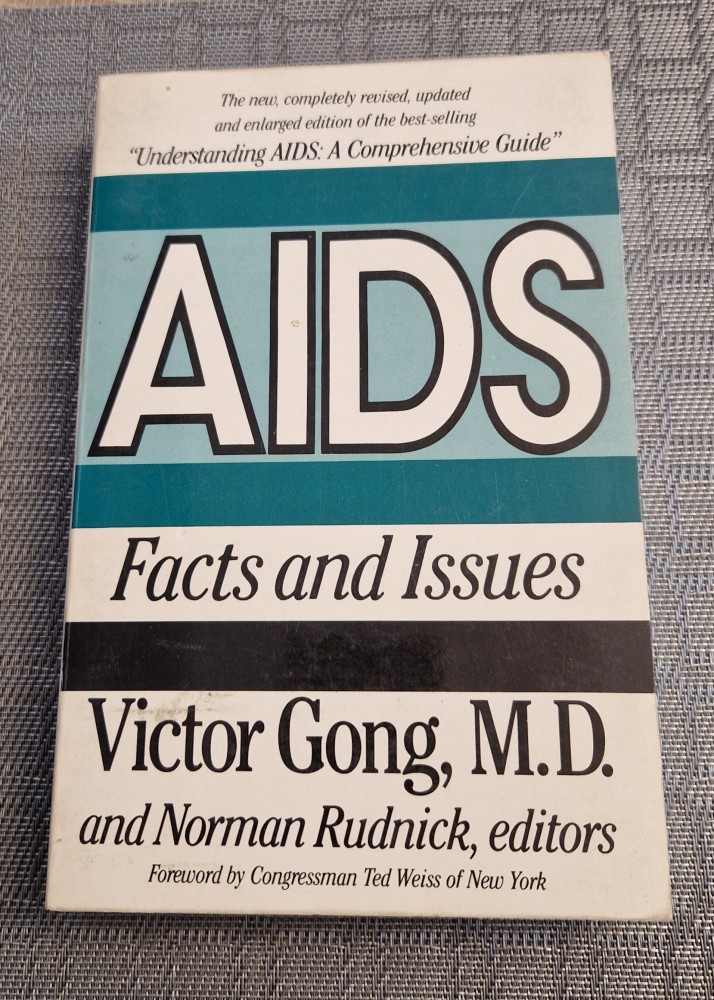 The new, completely revised, updated
and enlarged edition of the best-selling
“Understanding AIDS: A Comprehensive Guide”
AIDS
Facts and Issues
Victor Gong, M.D.
and Norman Rudnick, editors
Foreword by Congressman Ted Weiss of New York